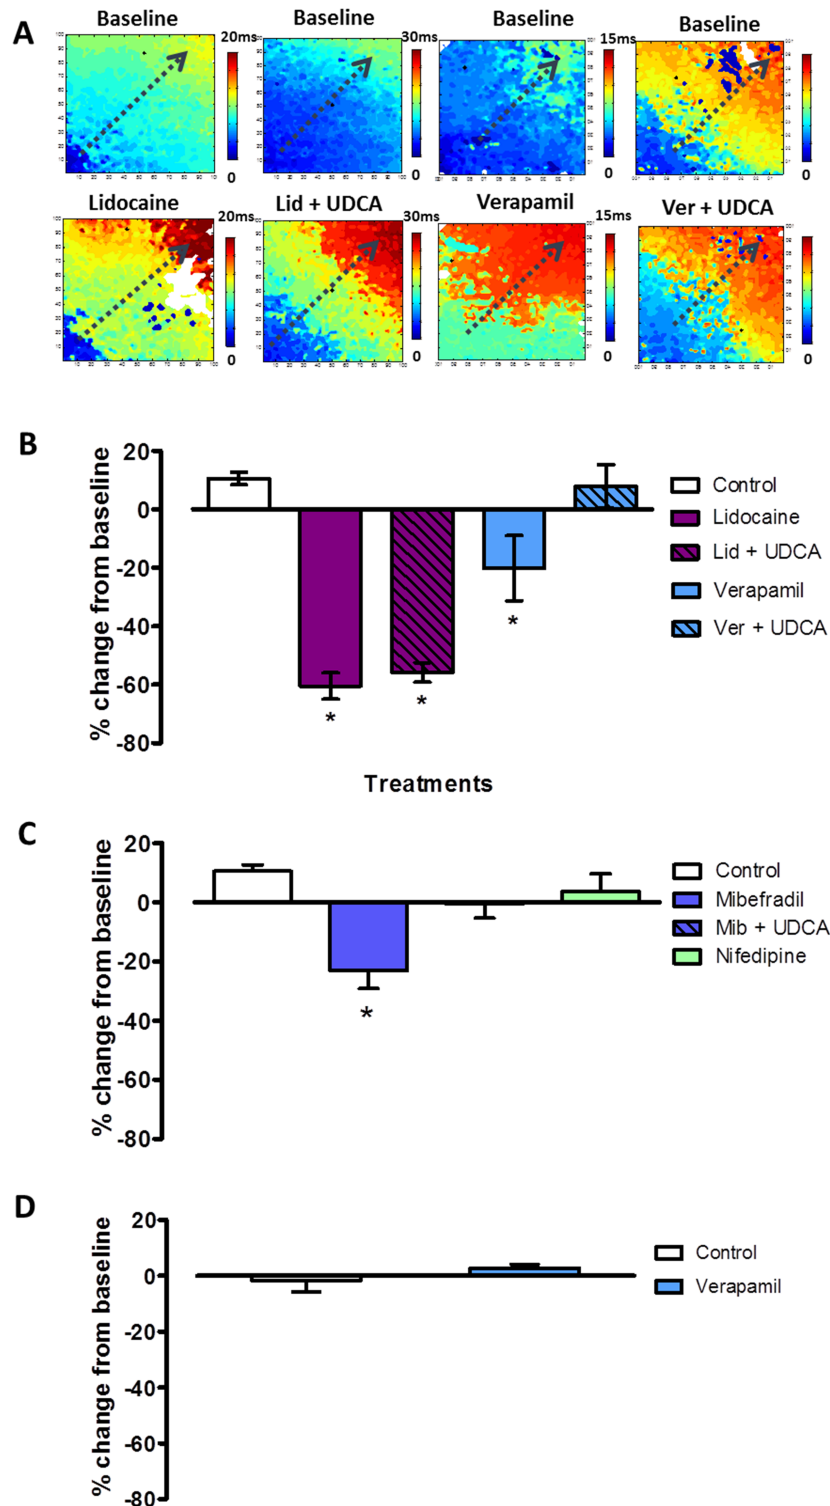 A
Baseline Baseline Baseline Baseline
20ms 30ms 15ms
0 0 0 0
Lidocaine Lid + UDCA Verapamil Ver + UDCA
20ms 30ms 15ms
0 0 0 0
B
% change from baseline
20
0
-20
-40
-60
-80
* * *
Control
Lidocaine
Lid + UDCA
Verapamil
Ver + UDCA
Treatments
C
% change from baseline
20
0
-20
-40
-60
-80
*
Control
Mibefradil
Mib + UDCA
Nifedipine
D
% change from baseline
20
0
-20
-40
-60
-80
Control
Verapamil